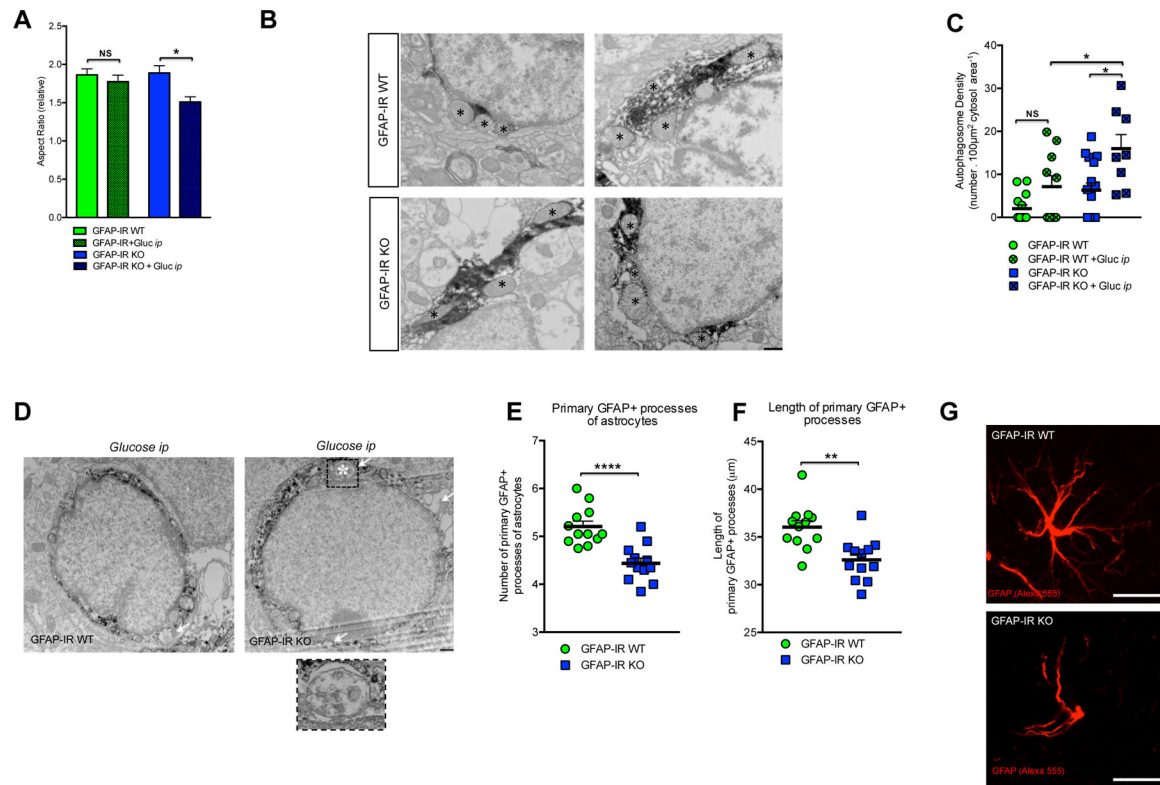 A
Aspect Ratio (relative)
2.5
2.0
1.5
1.0
0.5
0.0
NS
*
GFAP-IR WT
GFAP-IR+Gluc ip
GFAP-IR KO
GFAP-IR KO + Gluc ip
B
GFAP-IR WT
* * * *
* * * *
GFAP-IR KO
* * *
* * * *
C
Autophagosome Density
(number . 100µm² cytosol area⁻¹)
40
30
20
10
0
NS
*
*
GFAP-IR WT
GFAP-IR WT +Gluc ip
GFAP-IR KO
GFAP-IR KO + Gluc ip
D
Glucose ip
GFAP-IR WT
Glucose ip
*
GFAP-IR KO
E
Primary GFAP+ processes
of astrocytes
Number of primary GFAP+
processes of astrocytes
7
6
5
4
3
****
GFAP-IR WT
GFAP-IR KO
F
Length of primary GFAP+
processes
Length of
primary GFAP+ processes (µm)
45
40
35
30
25
**
GFAP-IR WT
GFAP-IR KO
G
GFAP-IR WT
GFAP (Alexa 555)
GFAP-IR KO
GFAP (Alexa 555)